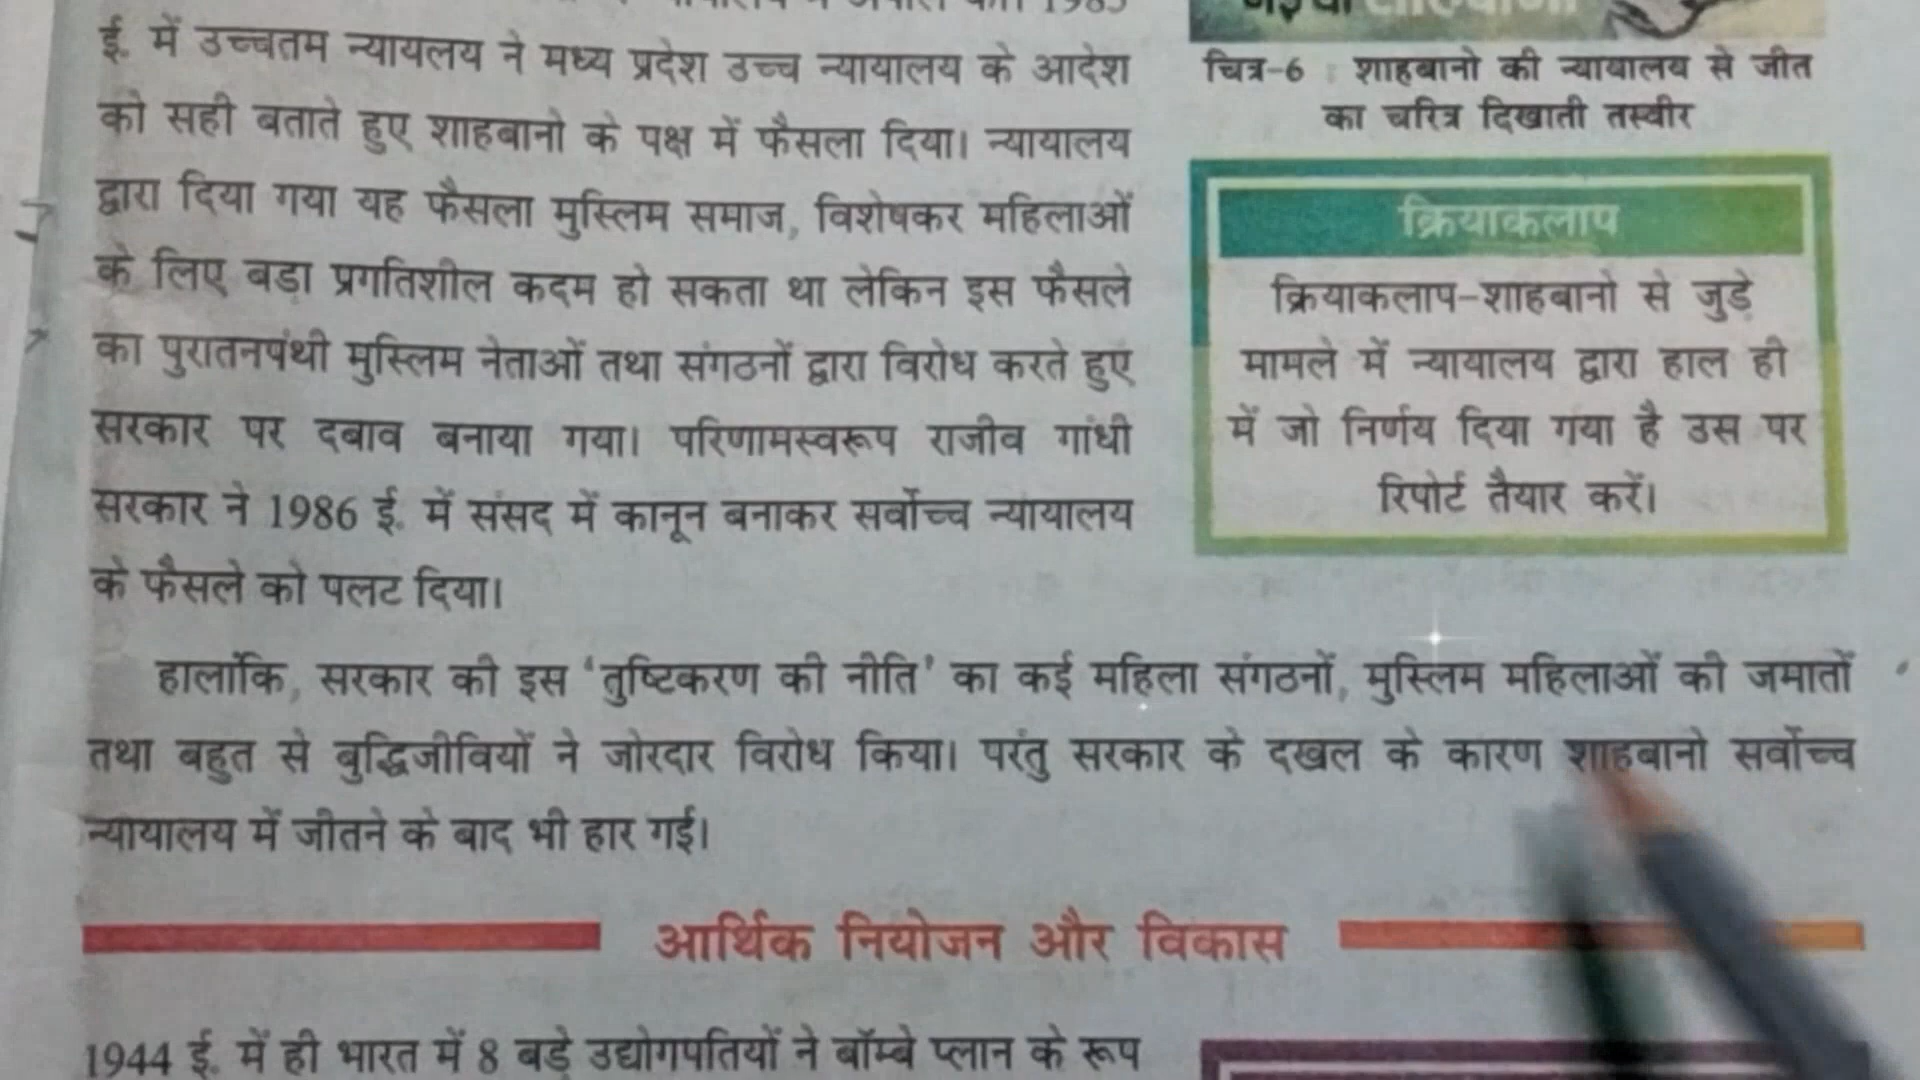 1985
ई. में उच्चतम न्यायलय ने मध्य प्रदेश उच्च न्यायालय के आदेश
को सही बताते हुए शाहबानो के पक्ष में फैसला दिया। न्यायालय
द्वारा दिया गया यह फैसला मुस्लिम समाज, विशेषकर महिलाओं
के लिए बड़ा प्रगतिशील कदम हो सकता था लेकिन इस फैसले
का पुरातनपंथी मुस्लिम नेताओं तथा संगठनों द्वारा विरोध करते हुए
सरकार पर दबाव बनाया गया। परिणामस्वरूप राजीव गांधी
सरकार ने 1986 ई. में संसद में कानून बनाकर सर्वोच्च न्यायालय
के फैसले को पलट दिया।
चित्र-6 : शाहबानो की न्यायालय से जीत
का चरित्र दिखाती तस्वीर
क्रियाकलाप
क्रियाकलाप-शाहबानो से जुड़े
मामले में न्यायालय द्वारा हाल ही
में जो निर्णय दिया गया है उस पर
रिपोर्ट तैयार करें।
हालांकि, सरकार की इस 'तुष्टिकरण की नीति' का कई महिला संगठनों, मुस्लिम महिलाओं की जमातों
तथा बहुत से बुद्धिजीवियों ने जोरदार विरोध किया। परंतु सरकार के दखल के कारण शाहबानो सर्वोच्च
न्यायालय में जीतने के बाद भी हार गई।
आर्थिक नियोजन और विकास
1944 ई. में ही भारत में 8 बड़े उद्योगपतियों ने बॉम्बे प्लान के रूप